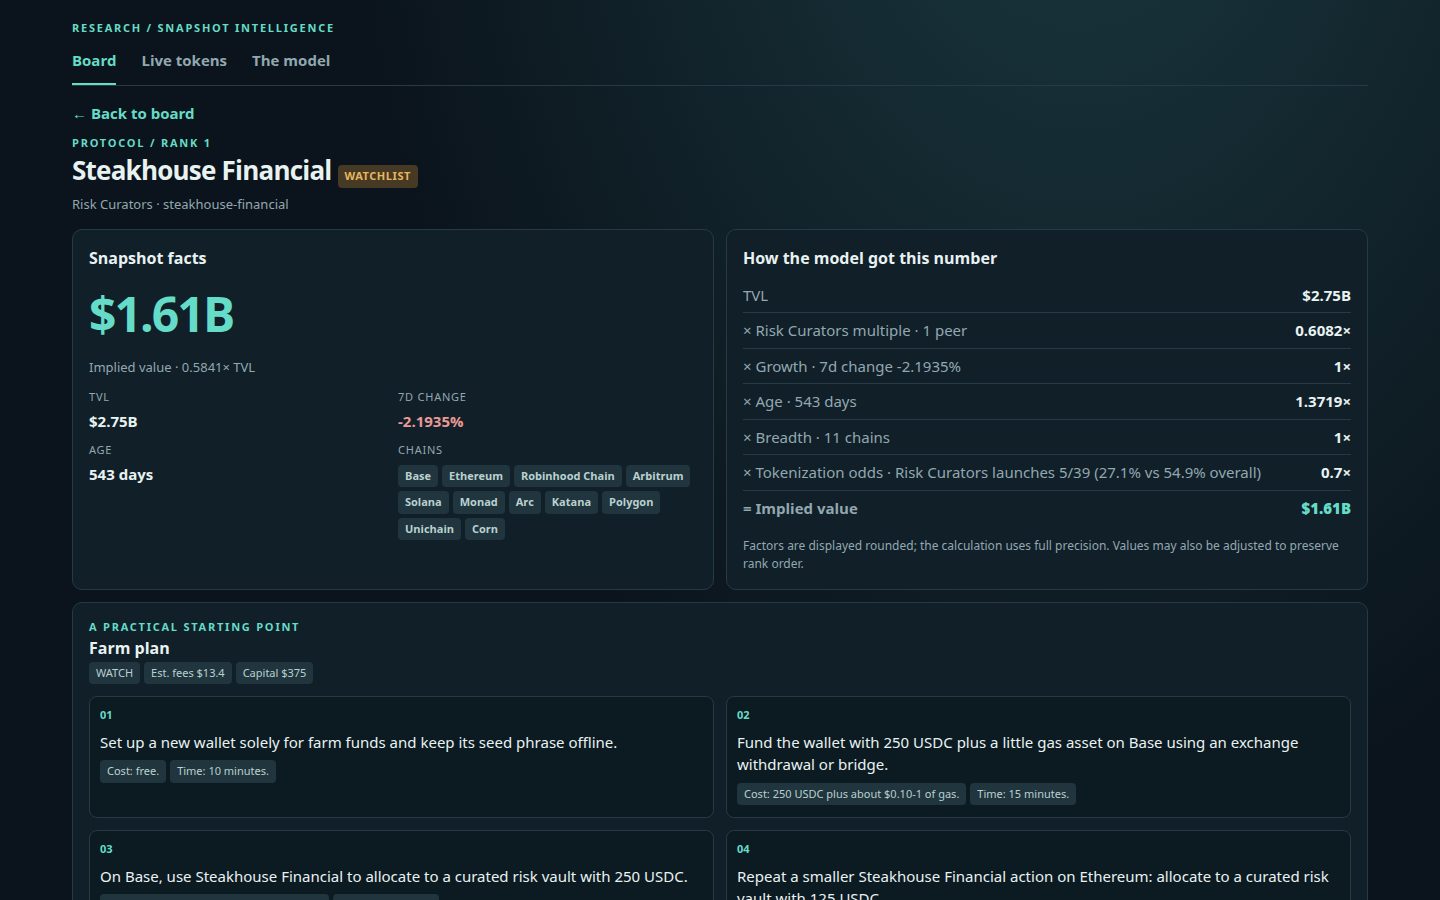 RESEARCH / SNAPSHOT INTELLIGENCE
Board Live tokens The model
← Back to board
PROTOCOL / RANK 1
Steakhouse Financial WATCHLIST
Risk Curators · steakhouse-financial
Snapshot facts
$1.61B
Implied value · 0.5841× TVL
TVL
$2.75B
7D CHANGE
-2.1935%
AGE
543 days
CHAINS
Base Ethereum Robinhood Chain Arbitrum
Solana Monad Arc Katana Polygon
Unichain Corn
How the model got this number
TVL $2.75B
× Risk Curators multiple · 1 peer 0.6082×
× Growth · 7d change -2.1935% 1×
× Age · 543 days 1.3719×
× Breadth · 11 chains 1×
× Tokenization odds · Risk Curators launches 5/39 (27.1% vs 54.9% overall) 0.7×
= Implied value $1.61B
Factors are displayed rounded; the calculation uses full precision. Values may also be adjusted to preserve
rank order.
A PRACTICAL STARTING POINT
Farm plan
WATCH Est. fees $13.4 Capital $375
01
Set up a new wallet solely for farm funds and keep its seed phrase offline.
Cost: free. Time: 10 minutes.
02
Fund the wallet with 250 USDC plus a little gas asset on Base using an exchange
withdrawal or bridge.
Cost: 250 USDC plus about $0.10-1 of gas. Time: 15 minutes.
03
On Base, use Steakhouse Financial to allocate to a curated risk vault with 250 USDC.
04
Repeat a smaller Steakhouse Financial action on Ethereum: allocate to a curated risk
vault with 125 USDC.